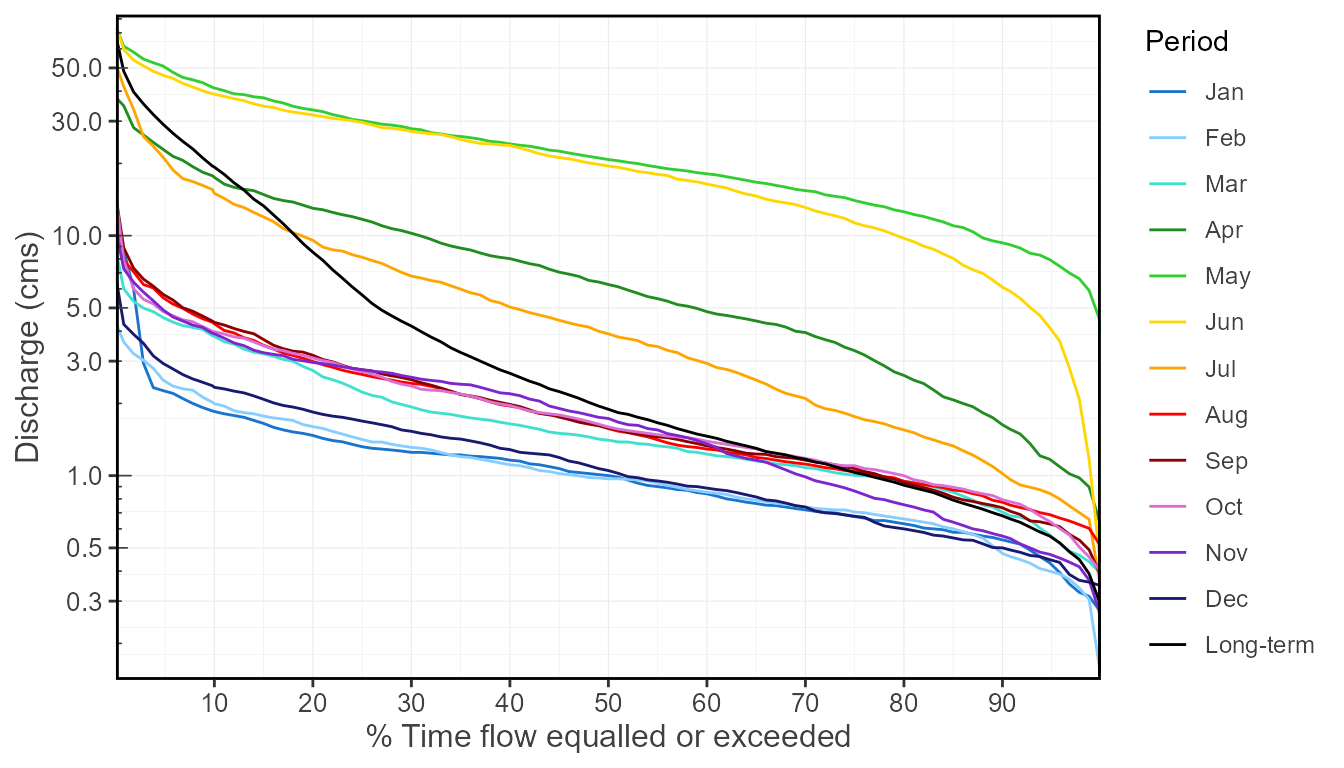 Discharge (cms)
50.0
30.0
10.0
5.0
3.0
1.0
0.5
0.3
10 20 30 40 50 60 70 80 90
% Time flow equalled or exceeded
Period
Jan
Feb
Mar
Apr
May
Jun
Jul
Aug
Sep
Oct
Nov
Dec
Long-term